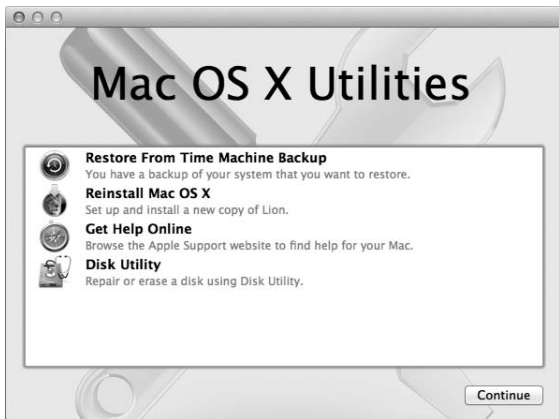 Mac OS X Utilities
Restore From Time Machine Backup
You have a backup of your system that you want to restore.
Reinstall Mac OS X
Set up and install a new copy of Lion.
Get Help Online
Browse the Apple Support website to find help for your Mac.
Disk Utility
Repair or erase a disk using Disk Utility.
Continue